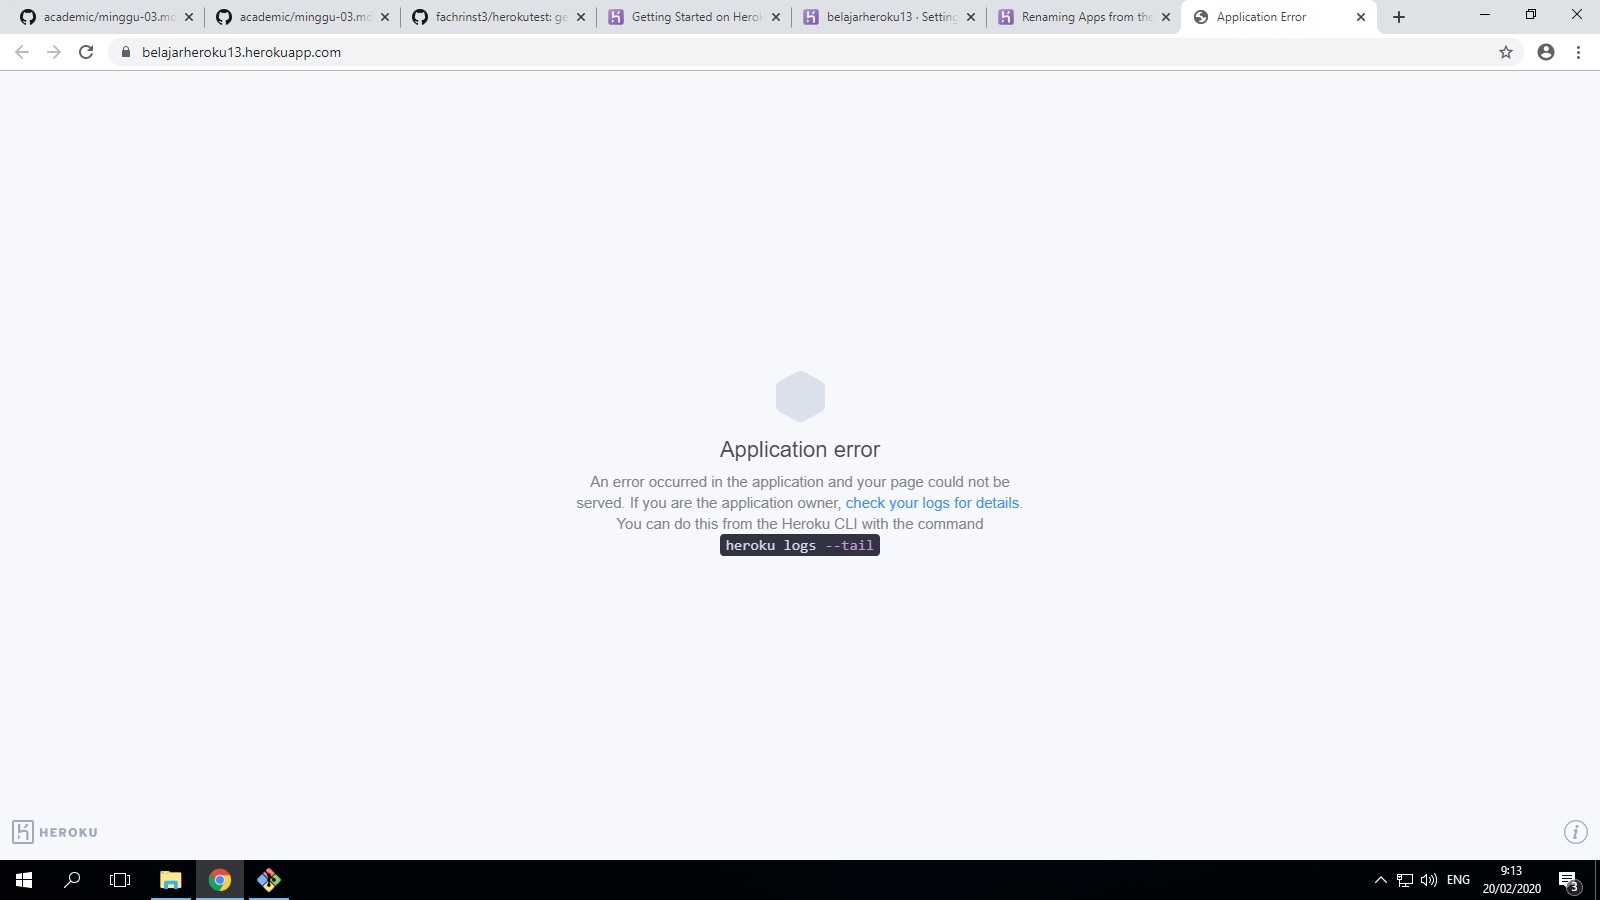 academic/minggu-03.md
academic/minggu-03.md
fachrinst3/herokutest: ge
Getting Started on Herok
belajarheroku13 · Setting
Renaming Apps from the
Application Error
belajarheroku13.herokuapp.com
Application error
An error occurred in the application and your page could not be
served. If you are the application owner, check your logs for details.
You can do this from the Heroku CLI with the command
heroku logs --tail
HEROKU
ENG
9:13
20/02/2020
3